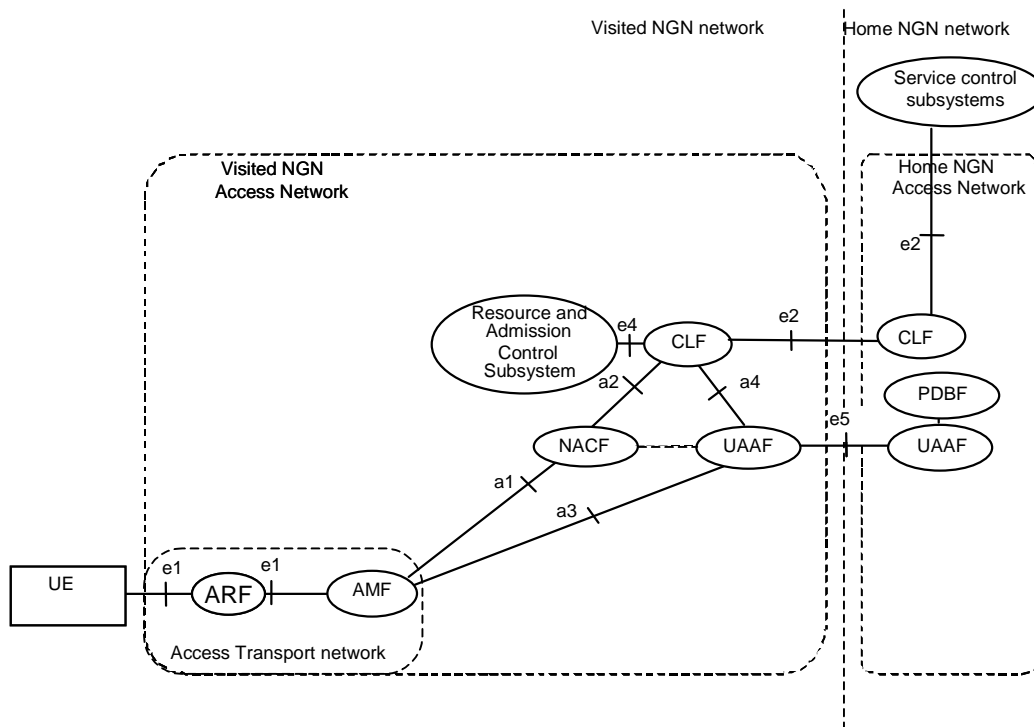 Visited NGN network
Home NGN network
Service control
subsystems
Visited NGN
Access Network
Home NGN
Access Network
e2
Resource and
Admission
Control
Subsystem
e4
CLF
e2
CLF
a2
a4
PDBF
NACF
UAAF
e5
UAAF
a1
a3
UE
e1
ARF
e1
AMF
Access Transport network